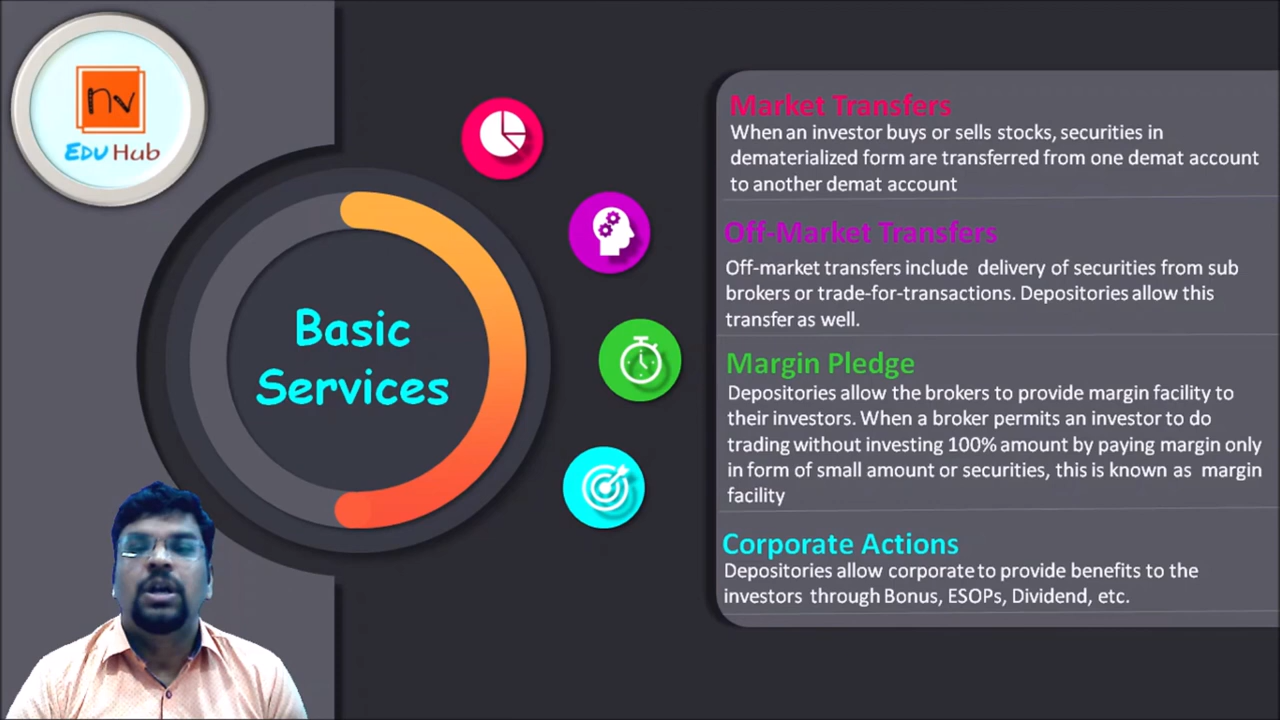 nv
EDU Hub
Basic
Services
Market Transfers
When an investor buys or sells stocks, securities in
dematerialized form are transferred from one demat account
to another demat account
Off-Market Transfers
Off-market transfers include delivery of securities from sub
brokers or trade-for-transactions. Depositories allow this
transfer as well.
Margin Pledge
Depositories allow the brokers to provide margin facility to
their investors. When a broker permits an investor to do
trading without investing 100% amount by paying margin only
in form of small amount or securities, this is known as margin
facility
Corporate Actions
Depositories allow corporate to provide benefits to the
investors through Bonus, ESOPs, Dividend, etc.